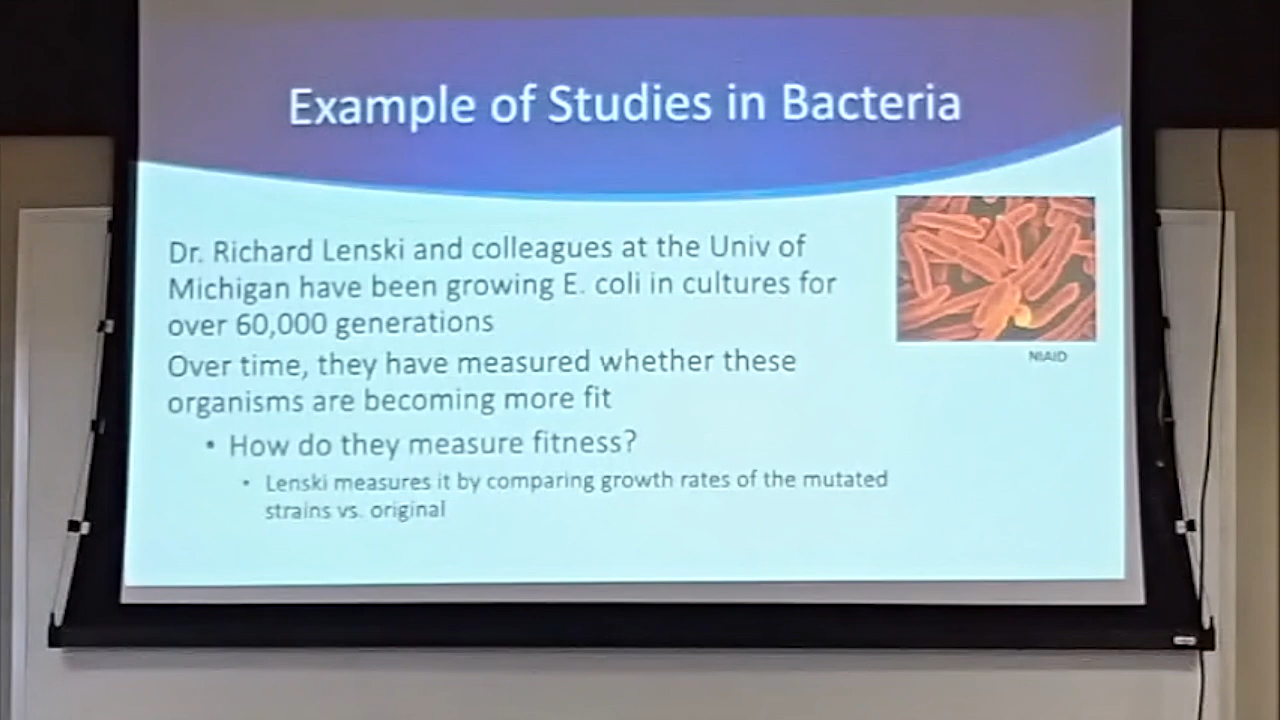 Example of Studies in Bacteria
Dr. Richard Lenski and colleagues at the Univ of
Michigan have been growing E. coli in cultures for
over 60,000 generations
NIAID
Over time, they have measured whether these
organisms are becoming more fit
• How do they measure fitness?
• Lenski measures it by comparing growth rates of the mutated
strains vs. original